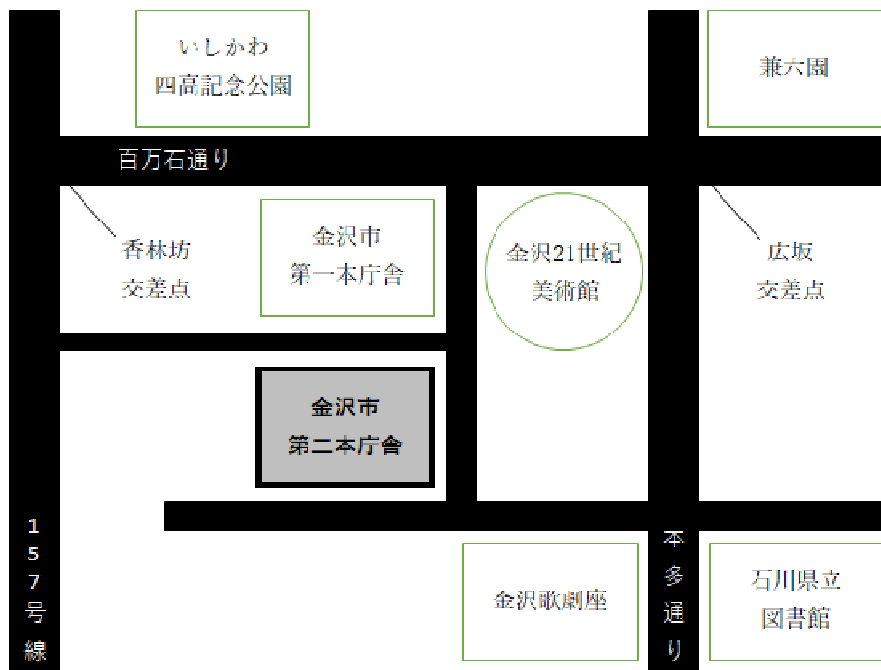 いしかわ
四高記念公園
兼六園
百万石通り
香林坊
交差点
金沢市
第一本庁舎
金沢21世紀
美術館
広坂
交差点
金沢市
第二本庁舎
157号線
本多通り
金沢歌劇座
石川県立
図書館